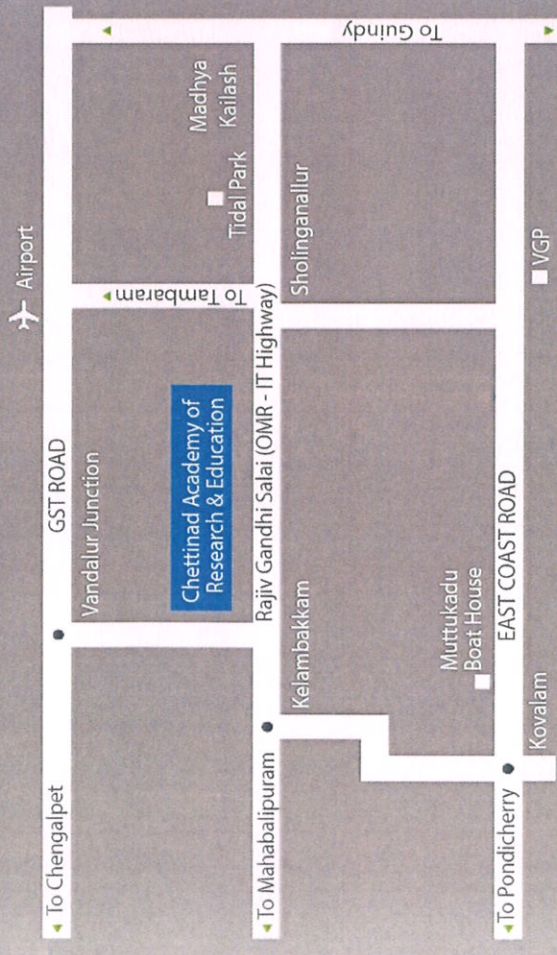 Airport
GST ROAD
To Chengalpet
Vandalur Junction
To Tambaram
Madhya
Kailash
Tidal Park
To Guindy
Chettinad Academy of
Research & Education
Rajiv Gandhi Salai (OMR - IT Highway)
To Mahabalipuram
Kelambakkam
Sholinganallur
Muttukadu
Boat House
EAST COAST ROAD
To Pondicherry
Kovalam
VGP